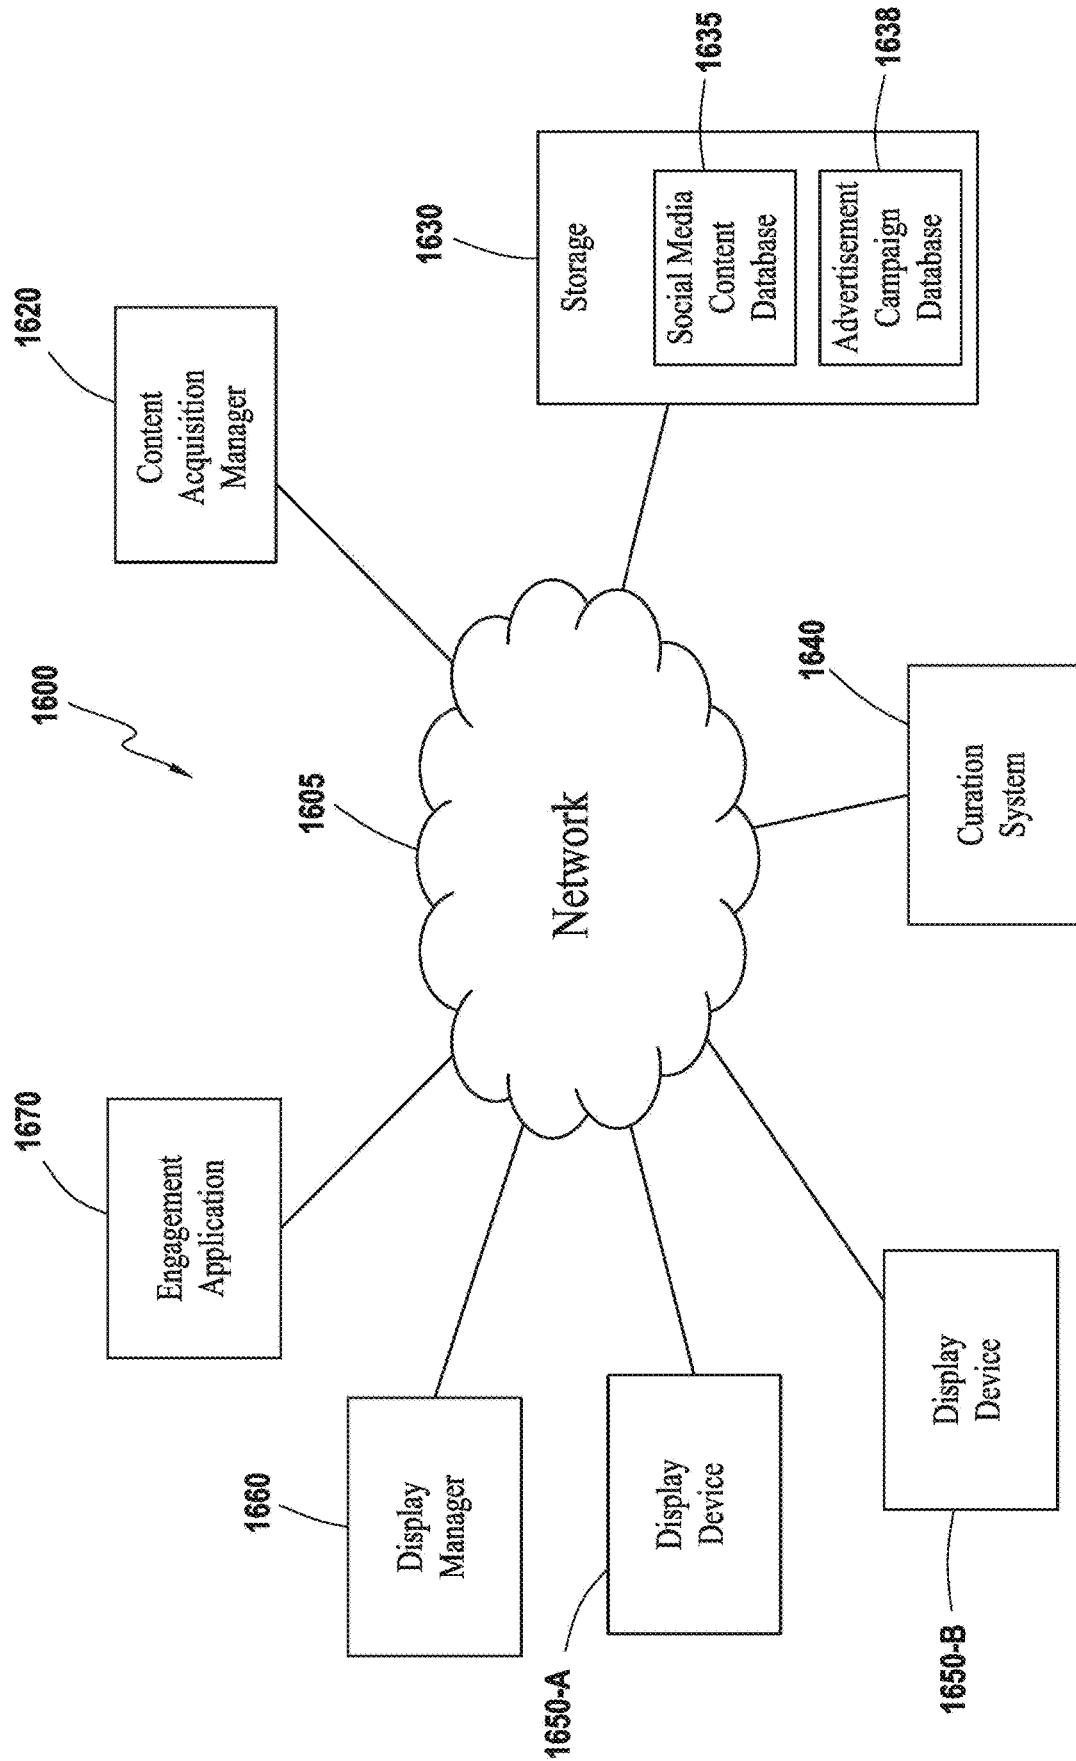 1600
1670
Engagement
Application
1620
Content
Acquisition
Manager
1605
Network
1660
Display
Manager
1630
Storage
Social Media
Content
Database
1635
Advertisement
Campaign
Database
1638
1650-A
Display
Device
1650-B
Display
Device
1640
Curation
System